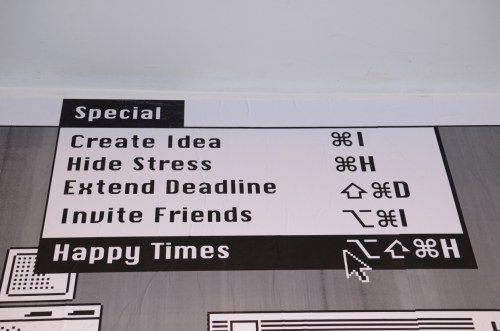 Special
Create Idea ⌘I
Hide Stress ⌘H
Extend Deadline ⇧⌘D
Invite Friends ⌥⌘I
Happy Times ⌥⇧⌘H